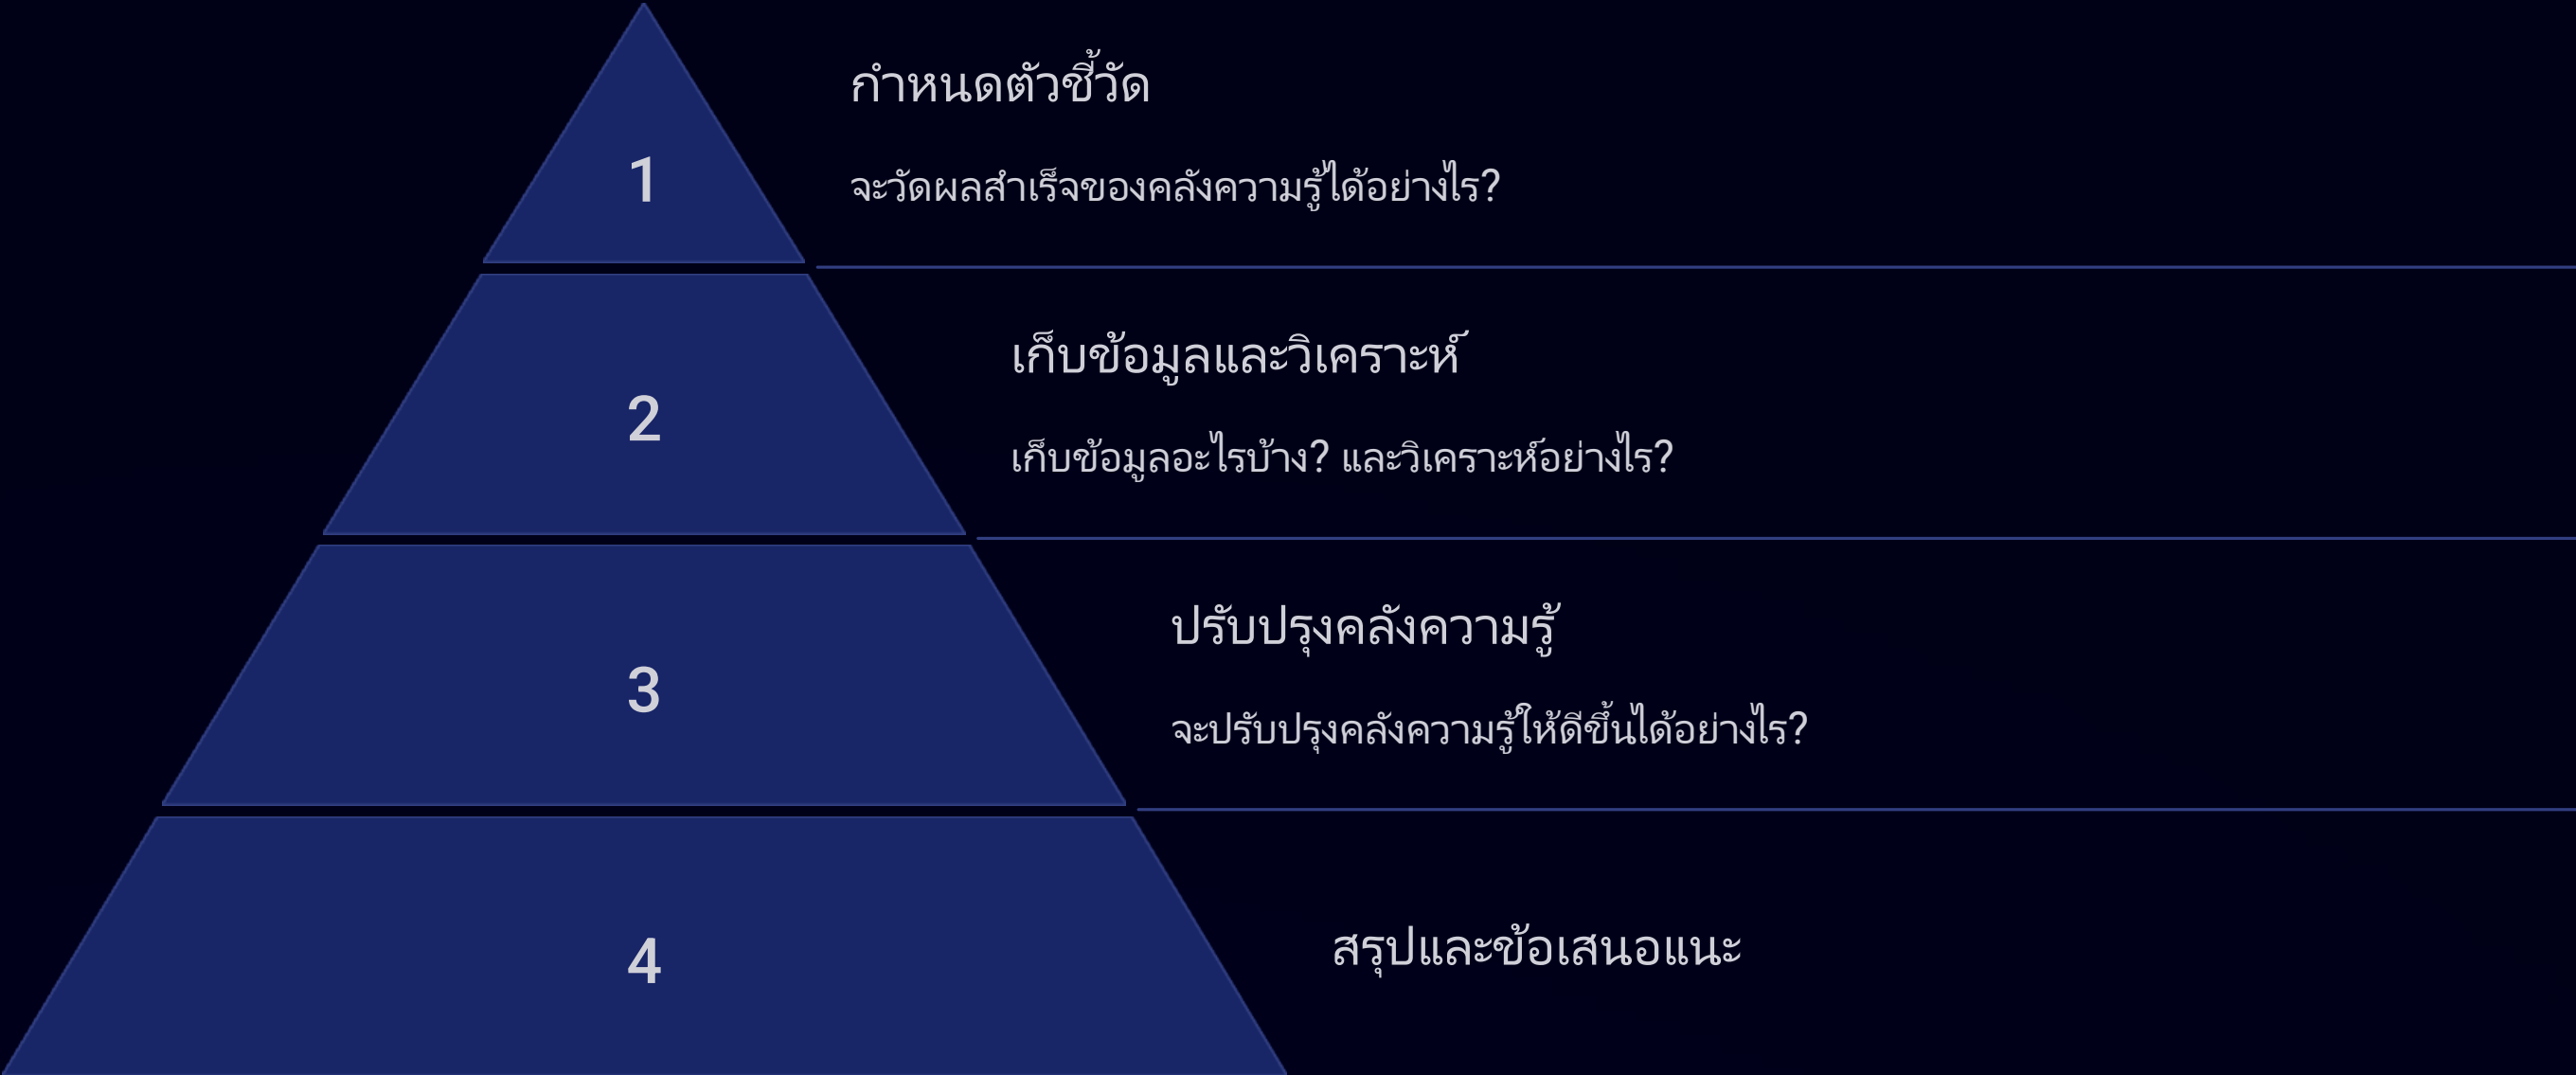 1
กำหนดตัวชี้วัด
จะวัดผลสำเร็จของคลังความรู้ได้อย่างไร?
2
เก็บข้อมูลและวิเคราะห์
เก็บข้อมูลอะไรบ้าง? และวิเคราะห์อย่างไร?
3
ปรับปรุงคลังความรู้
จะปรับปรุงคลังความรู้ให้ดีขึ้นได้อย่างไร?
4
สรุปและข้อเสนอแนะ